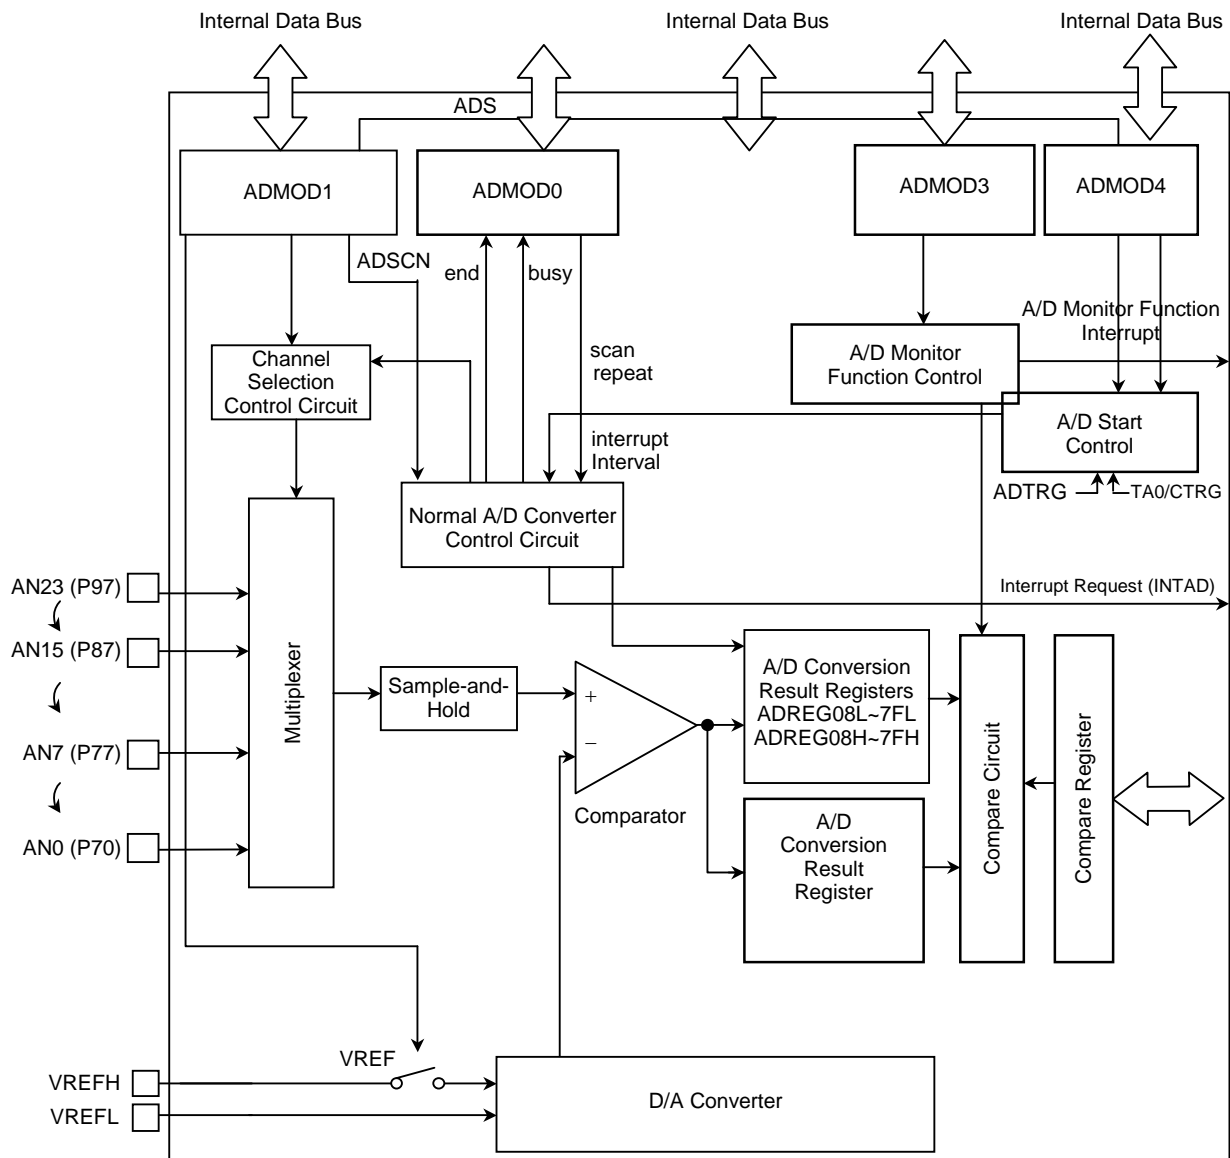 Internal Data Bus
Internal Data Bus
Internal Data Bus
ADS
ADMOD1
ADMOD0
ADMOD3
ADMOD4
ADSCN
end
busy
A/D Monitor Function
Interrupt
Channel
Selection
Control Circuit
scan
repeat
A/D Monitor
Function Control
A/D Start
Control
interrupt
Interval
ADTRG
TA0/CTRG
Normal A/D Converter
Control Circuit
AN23 (P97)
Interrupt Request (INTAD)
AN15 (P87)
AN7 (P77)
AN0 (P70)
Multiplexer
Sample-and-
Hold
+
−
Comparator
A/D Conversion
Result Registers
ADREG08L~7FL
ADREG08H~7FH
A/D
Conversion
Result
Register
Compare Circuit
Compare Register
VREF
VREFH
VREFL
D/A Converter